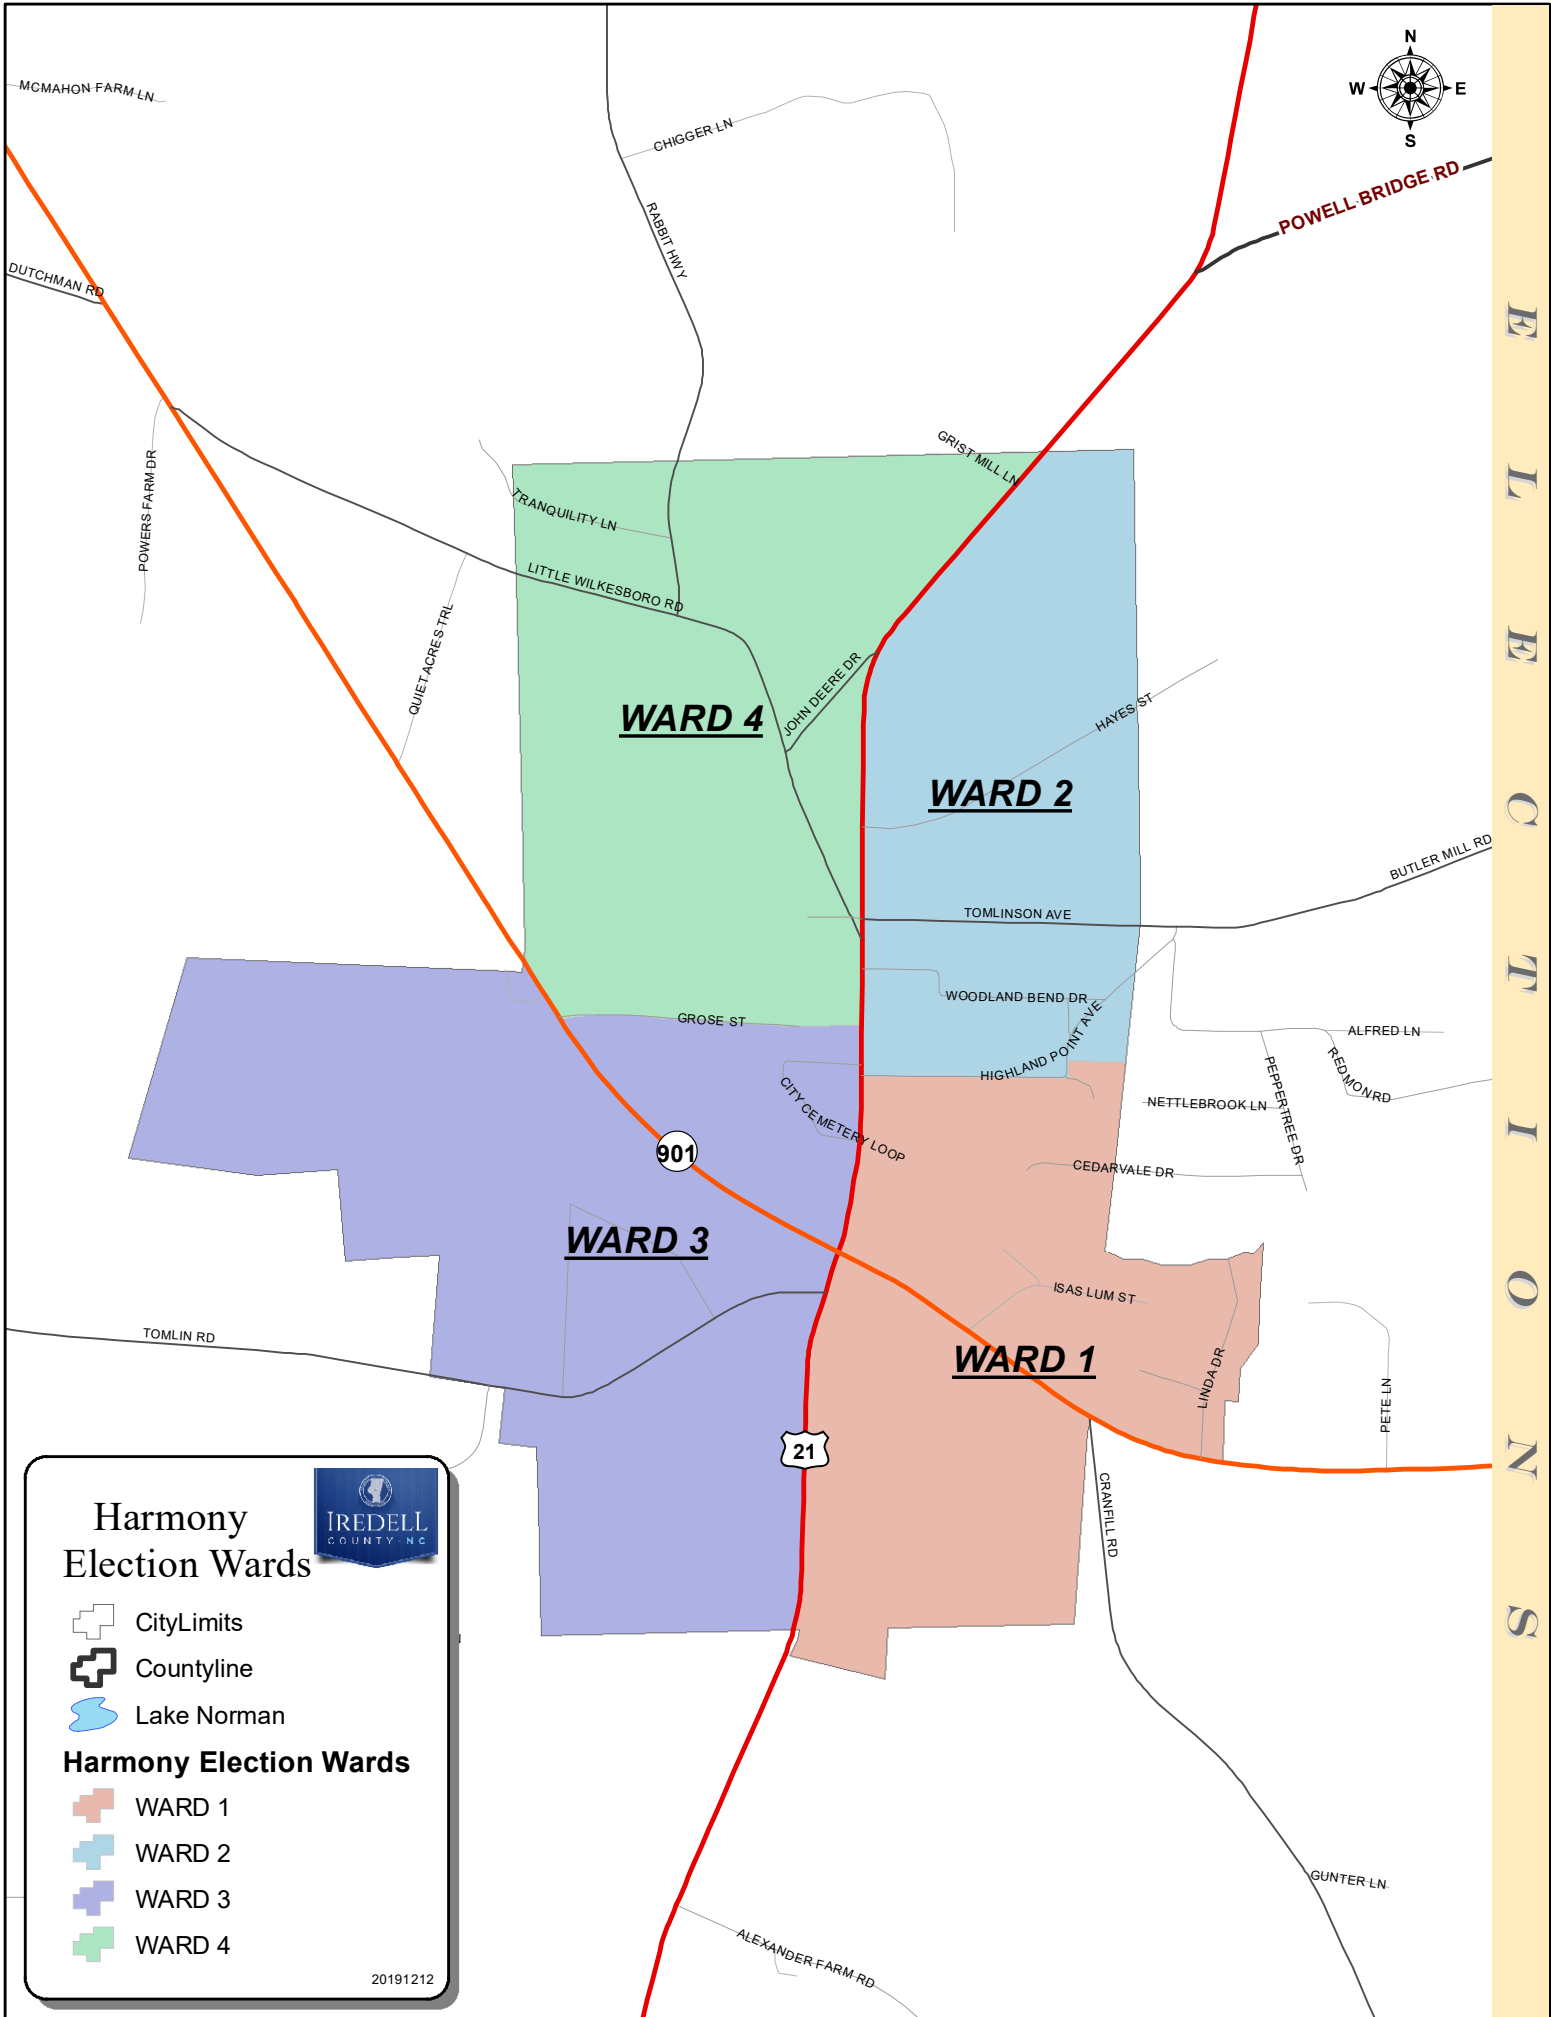 N
W E
S
MCMAHON FARM LN
CHIGGER LN
POWELL BRIDGE RD
RABBIT HWY
DUTCHMAN RD
GRIST MILL LN
POWERS FARM DR
TRANQUILITY LN
LITTLE WILKESBORO RD
QUIET ACRES TRL
JOHN DEERE DR
WARD 4
HAYES ST
WARD 2
BUTLER MILL RD
TOMLINSON AVE
WOODLAND BEND DR
GROSE ST
HIGHLAND POINT AVE
ALFRED LN
REDMON RD
PEPPERTREE DR
NETTLEBROOK LN
CITY CEMETERY LOOP
901
CEDARVALE DR
WARD 3
ISAS LUM ST
TOMLIN RD
WARD 1
LINDA DR
PETE LN
21
CRANFILL RD
GUNTER LN
ALEXANDER FARM RD
ELECTIONS
Harmony
Election Wards
IREDELL
COUNTY NC
CityLimits
Countyline
Lake Norman
Harmony Election Wards
WARD 1
WARD 2
WARD 3
WARD 4
20191212